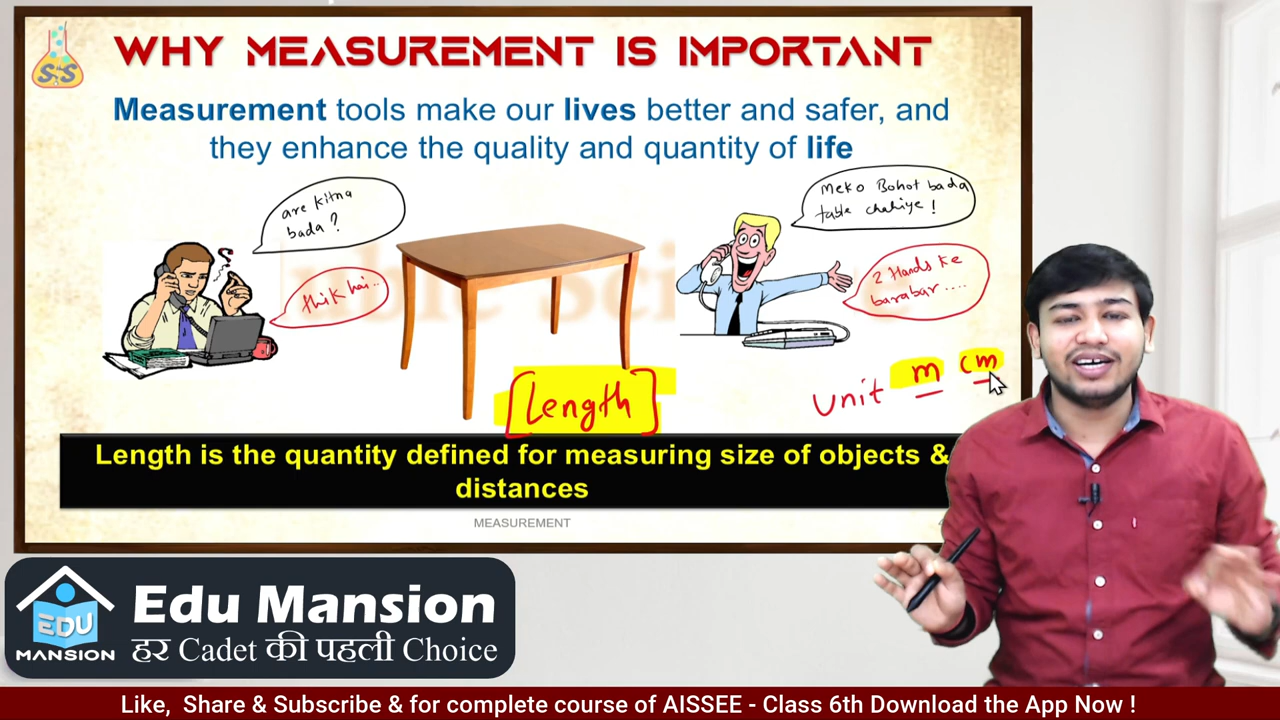 S S
WHY MEASUREMENT IS IMPORTANT
Measurement tools make our lives better and safer, and
they enhance the quality and quantity of life
are kitna
bada ?
Meko Bohot bada
table chahiye !
?
thik hai..
2 Hands ke
barabar ....
[Length]
unit m cm
Length is the quantity defined for measuring size of objects &
distances
MEASUREMENT
EDU
MANSION
Edu Mansion
हर Cadet की पहली Choice
Like, Share & Subscribe & for complete course of AISSEE - Class 6th Download the App Now !